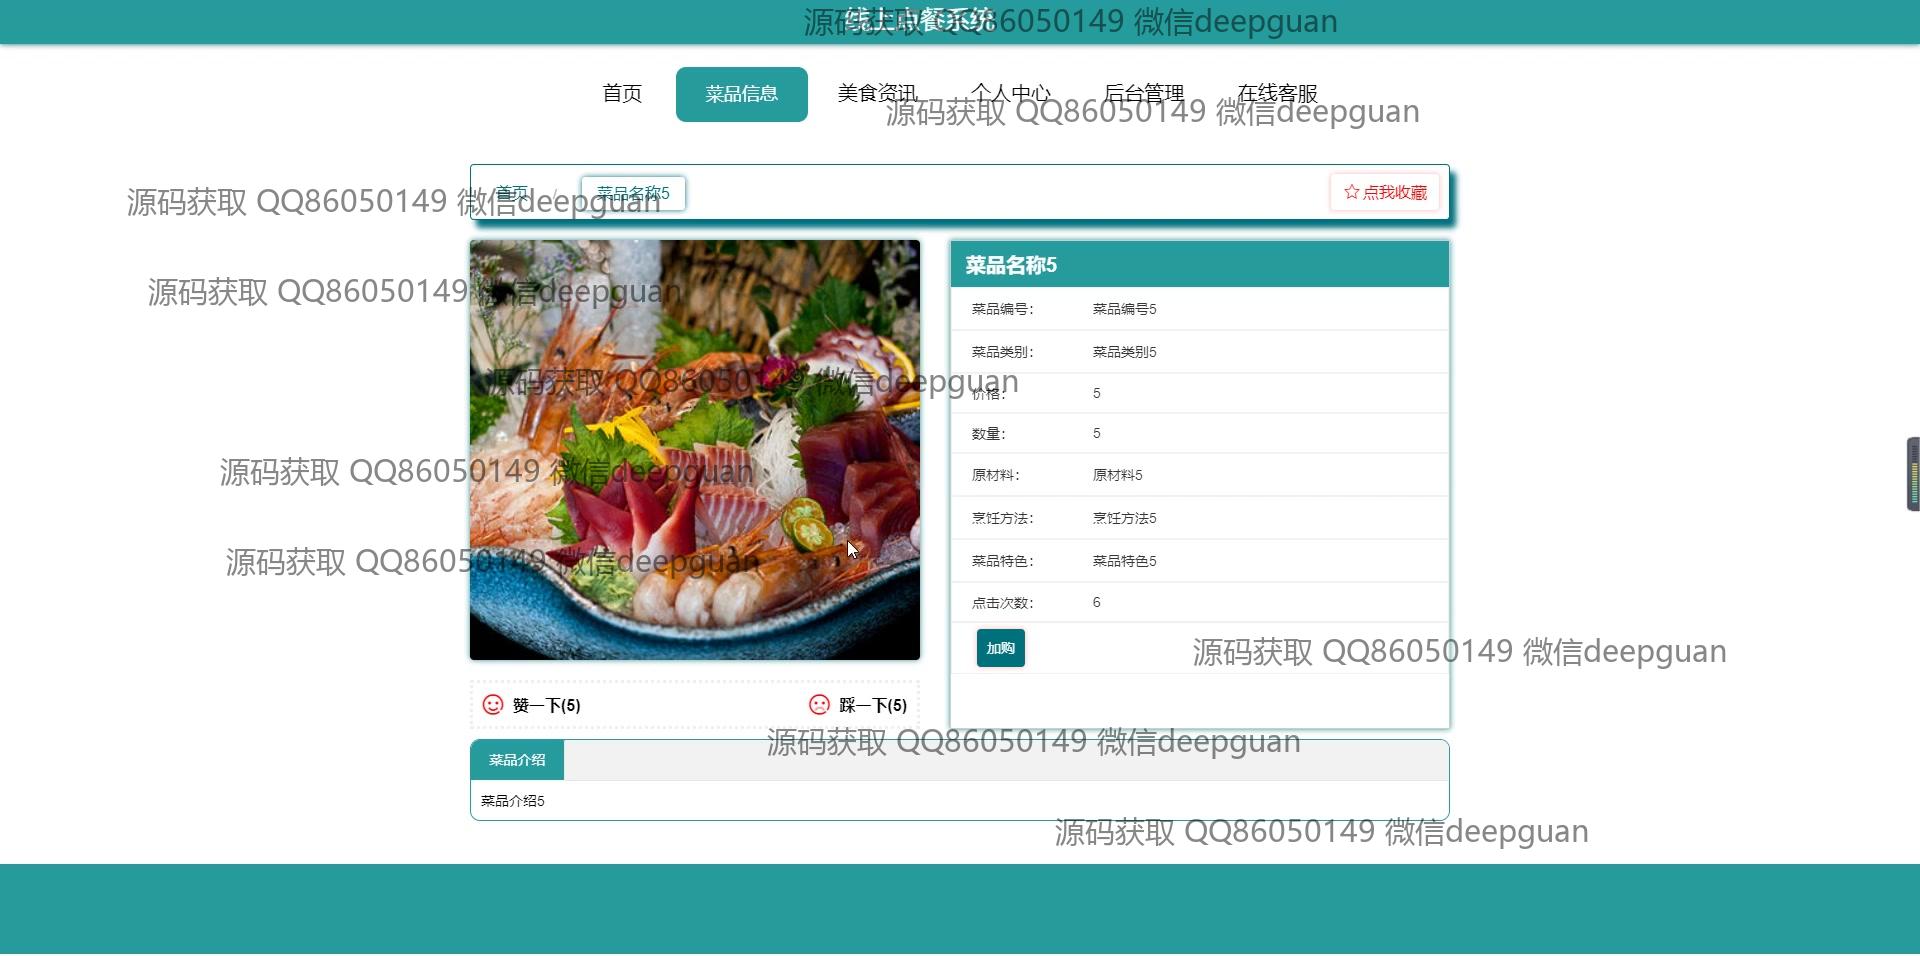 线上点餐系统
源码获取 QQ86050149 微信deepguan
首页 菜品信息 美食资讯 个人中心 后台管理 在线客服
源码获取 QQ86050149 微信deepguan
首页 / 菜品名称5 点我收藏
源码获取 QQ86050149 微信deepguan
菜品名称5
源码获取 QQ86050149 微信deepguan
菜品编号： 菜品编号5
菜品类别： 菜品类别5
源码获取 QQ86050149 微信deepguan
价格： 5
数量： 5
源码获取 QQ86050149 微信deepguan
原材料： 原材料5
烹饪方法： 烹饪方法5
源码获取 QQ86050149 微信deepguan
菜品特色： 菜品特色5
点击次数： 6
加购
源码获取 QQ86050149 微信deepguan
赞一下(5) 踩一下(5)
源码获取 QQ86050149 微信deepguan
菜品介绍
菜品介绍5
源码获取 QQ86050149 微信deepguan